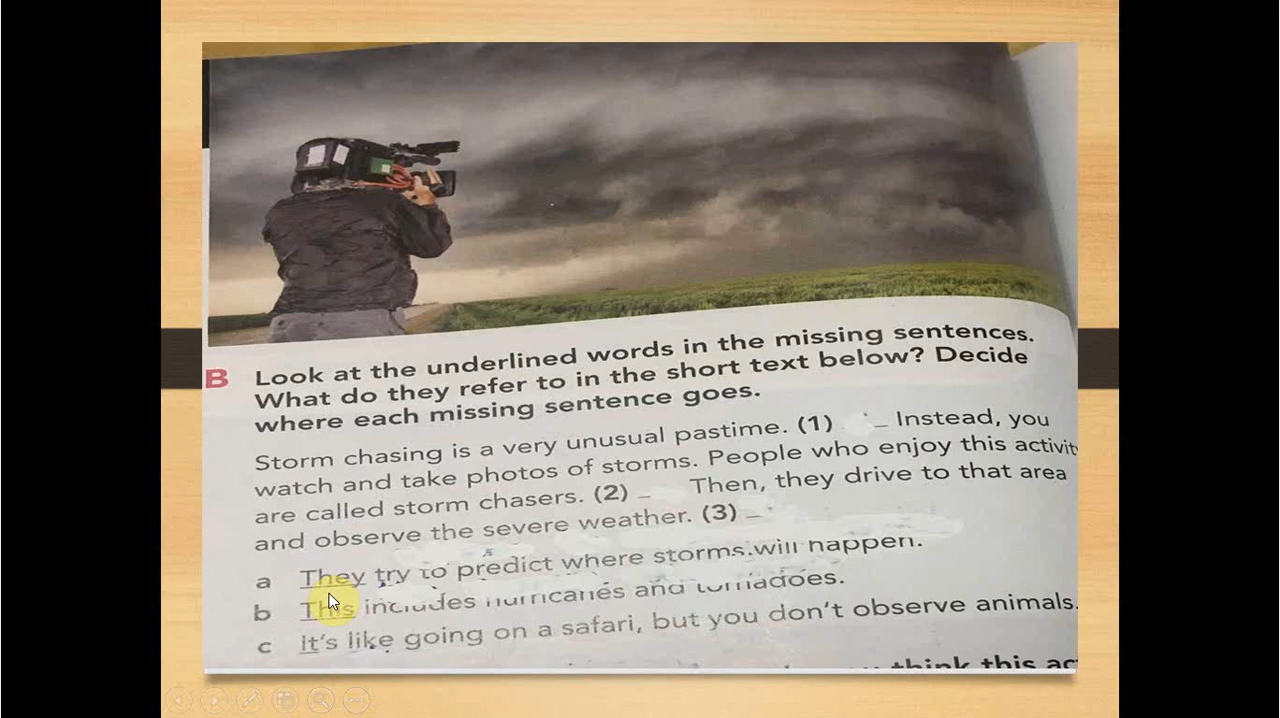 B Look at the underlined words in the missing sentences.
What do they refer to in the short text below? Decide
where each missing sentence goes.
Storm chasing is a very unusual pastime. (1) _ Instead, you
watch and take photos of storms. People who enjoy this activit
are called storm chasers. (2) _ Then, they drive to that area
and observe the severe weather. (3) _
a They try to predict where storms will happen.
b This includes hurricanes and tornadoes.
c It's like going on a safari, but you don't observe animals.
think this ac